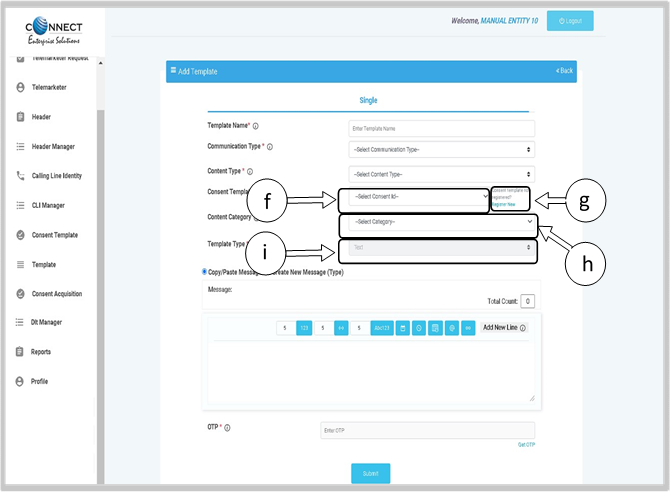 CONNECT
Enterprise Solutions
Welcome, MANUAL ENTITY 10
Logout
Telemarketer Request
Telemarketer
Header
Header Manager
Calling Line Identity
CLI Manager
Consent Template
Template
Consent Acquisition
Dlt Manager
Reports
Profile
Add Template
Back
Single
Template Name*
Enter Template Name
Communication Type *
--Select Communication Type--
Content Type *
--Select Content Type--
Consent Templ
--Select Consent Id--
Consent Template not
registered?
Register Now
f
g
Content Category
--Select Category--
h
Template Type
Text
i
Copy/Paste Message Create New Message (Type)
Message:
Total Count: 0
5 123 5 5 Abc123 Add New Line
OTP *
Enter OTP
Get OTP
Submit